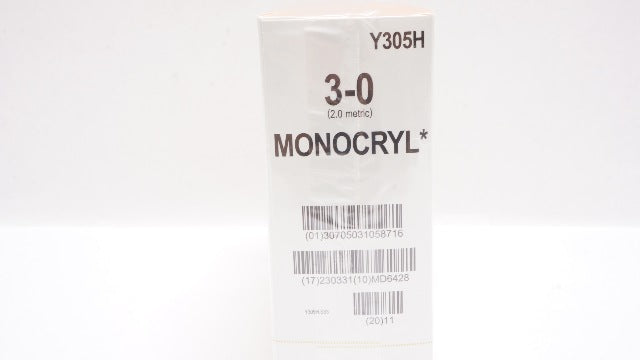 Y305H
3-0
(2.0 metric)
MONOCRYL*
(01)30705031058716
(17)230331(10)MD6428
(20)11